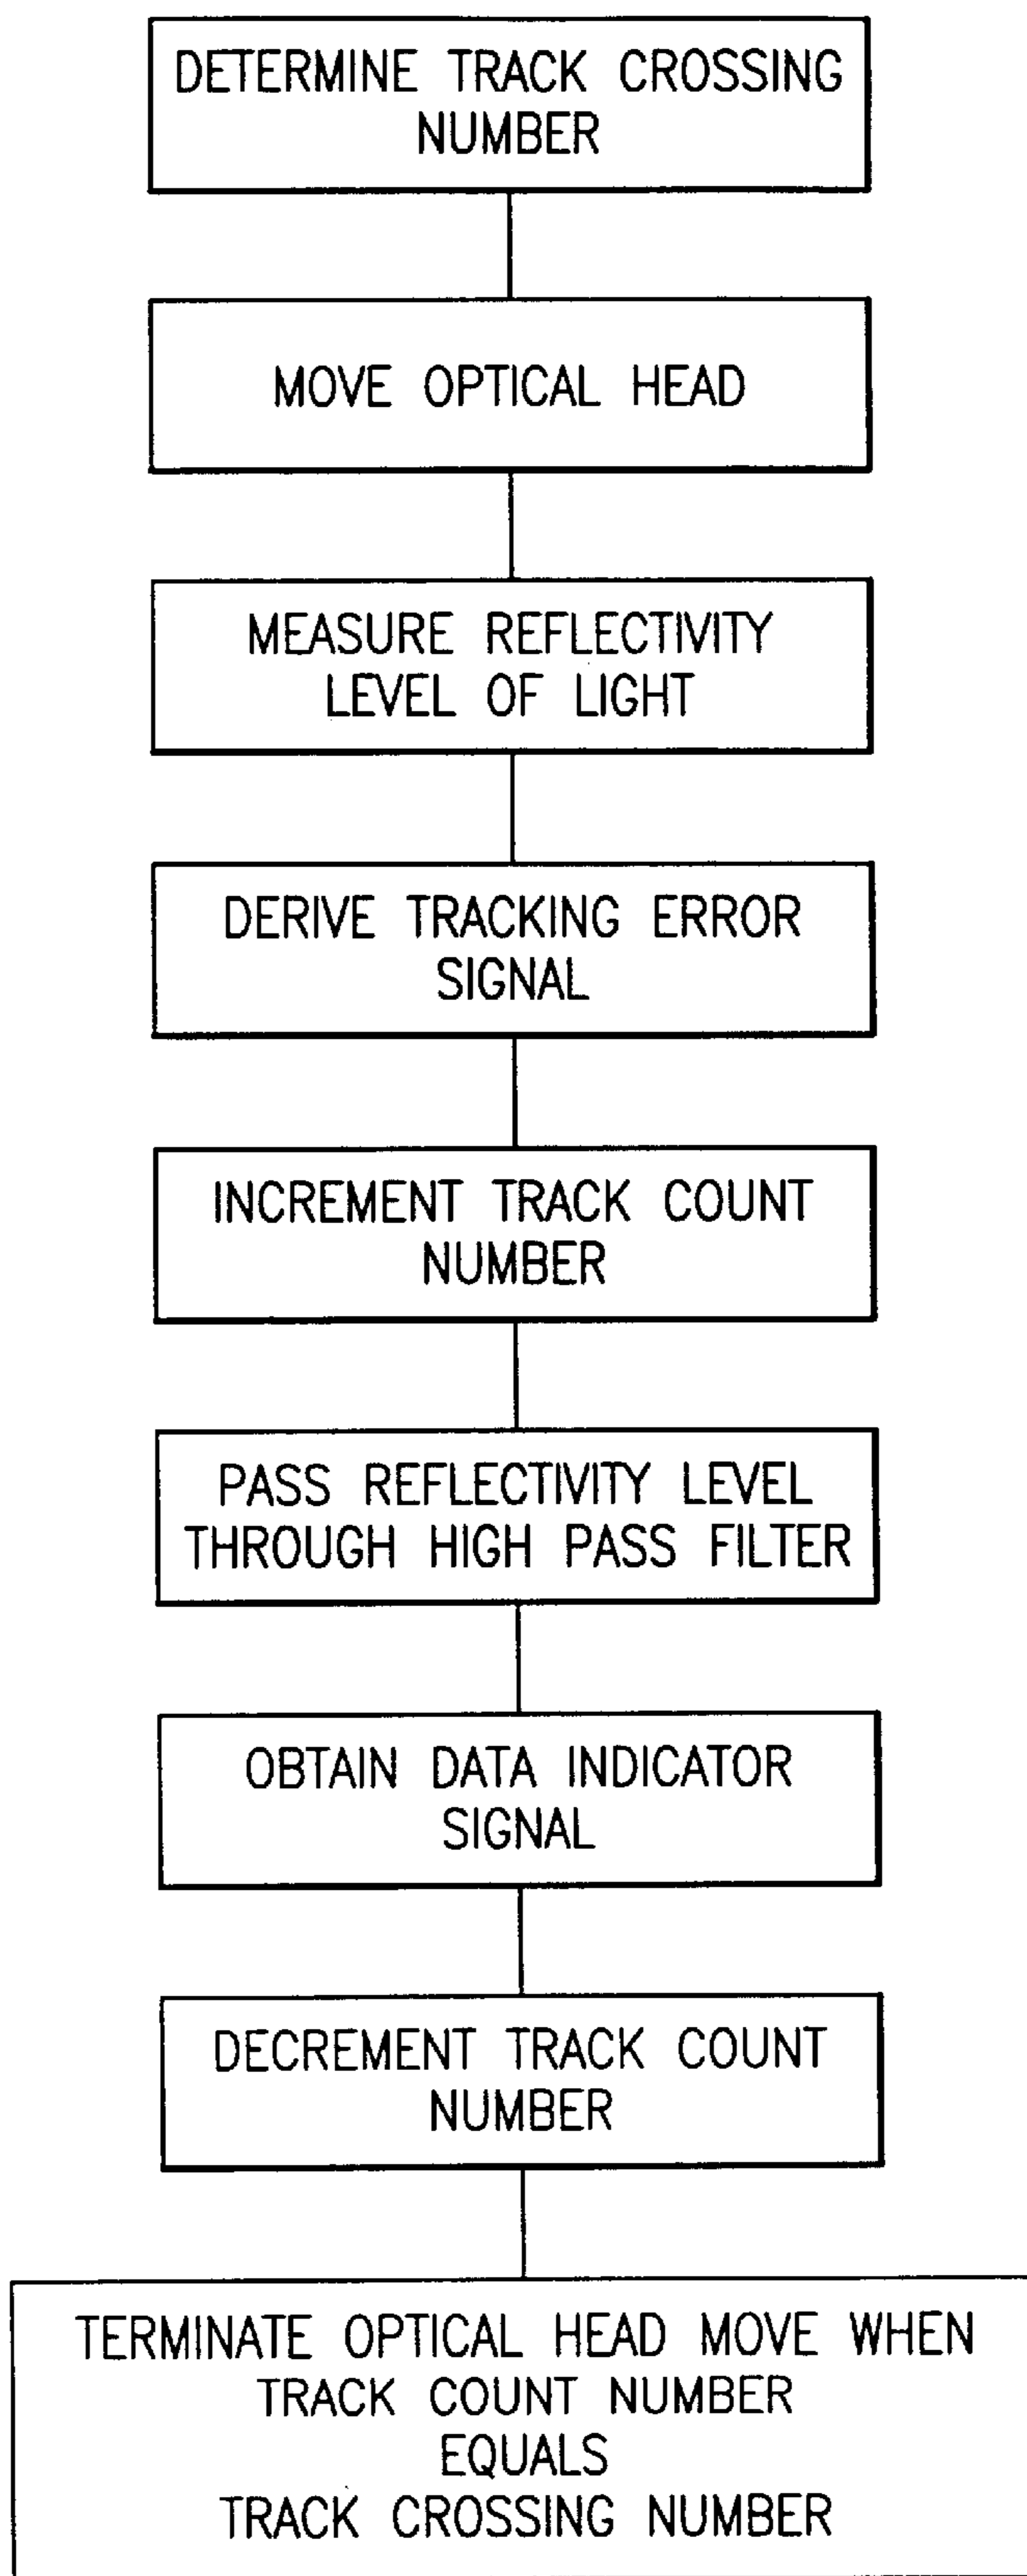 DETERMINE TRACK CROSSING
NUMBER
MOVE OPTICAL HEAD
MEASURE REFLECTIVITY
LEVEL OF LIGHT
DERIVE TRACKING ERROR
SIGNAL
INCREMENT TRACK COUNT
NUMBER
PASS REFLECTIVITY LEVEL
THROUGH HIGH PASS FILTER
OBTAIN DATA INDICATOR
SIGNAL
DECREMENT TRACK COUNT
NUMBER
TERMINATE OPTICAL HEAD MOVE WHEN
TRACK COUNT NUMBER
EQUALS
TRACK CROSSING NUMBER